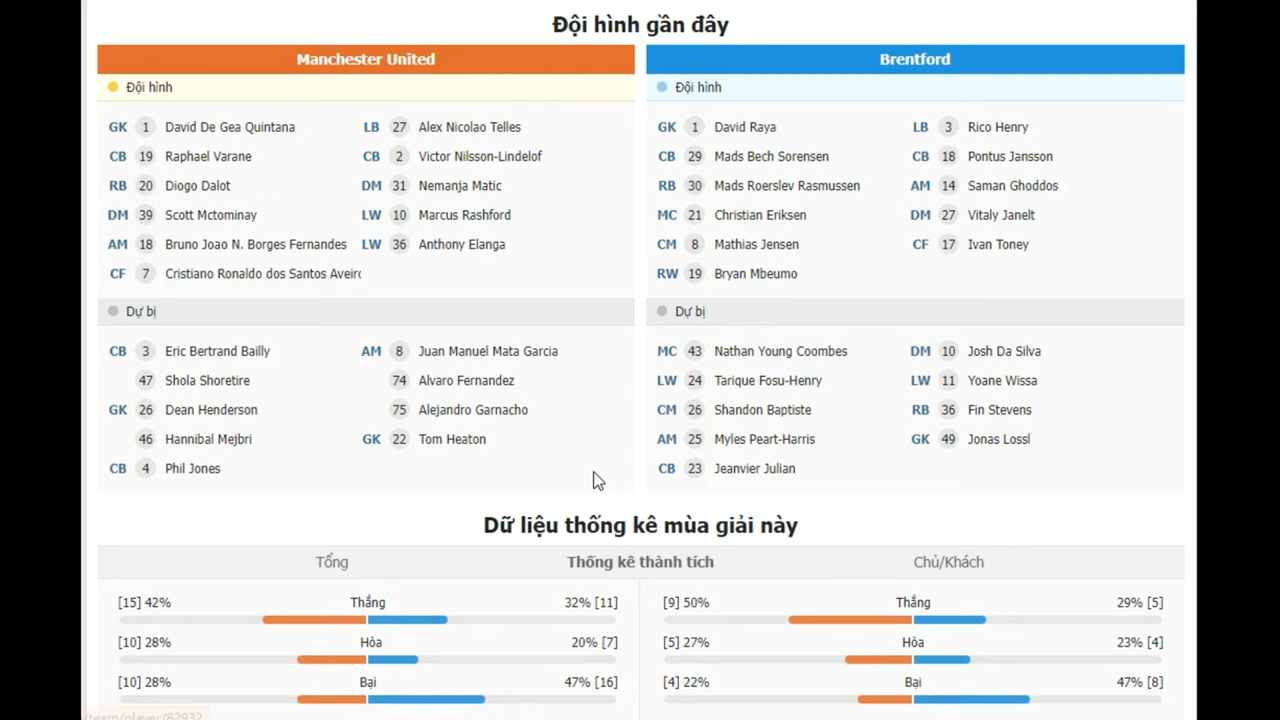 Đội hình gần đây
Manchester United
Brentford
Đội hình
Đội hình
GK 1 David De Gea Quintana LB 27 Alex Nicolao Telles
CB 19 Raphael Varane CB 2 Victor Nilsson-Lindelof
RB 20 Diogo Dalot DM 31 Nemanja Matic
DM 39 Scott Mctominay LW 10 Marcus Rashford
AM 18 Bruno Joao N. Borges Fernandes LW 36 Anthony Elanga
CF 7 Cristiano Ronaldo dos Santos Aveirc
GK 1 David Raya LB 3 Rico Henry
CB 29 Mads Bech Sorensen CB 18 Pontus Jansson
RB 30 Mads Roerslev Rasmussen AM 14 Saman Ghoddos
MC 21 Christian Eriksen DM 27 Vitaly Janelt
CM 8 Mathias Jensen CF 17 Ivan Toney
RW 19 Bryan Mbeumo
Dự bị
Dự bị
CB 3 Eric Bertrand Bailly AM 8 Juan Manuel Mata Garcia
47 Shola Shoretire 74 Alvaro Fernandez
GK 26 Dean Henderson 75 Alejandro Garnacho
46 Hannibal Mejbri GK 22 Tom Heaton
CB 4 Phil Jones
MC 43 Nathan Young Coombes DM 10 Josh Da Silva
LW 24 Tarique Fosu-Henry LW 11 Yoane Wissa
CM 26 Shandon Baptiste RB 36 Fin Stevens
AM 25 Myles Peart-Harris GK 49 Jonas Lossl
CB 23 Jeanvier Julian
Dữ liệu thống kê mùa giải này
Tổng Thống kê thành tích Chủ/Khách
[15] 42% Thắng 32% [11]
[10] 28% Hòa 20% [7]
[10] 28% Bại 47% [16]
[9] 50% Thắng 29% [5]
[5] 27% Hòa 23% [4]
[4] 22% Bại 47% [8]
/team/player/82932